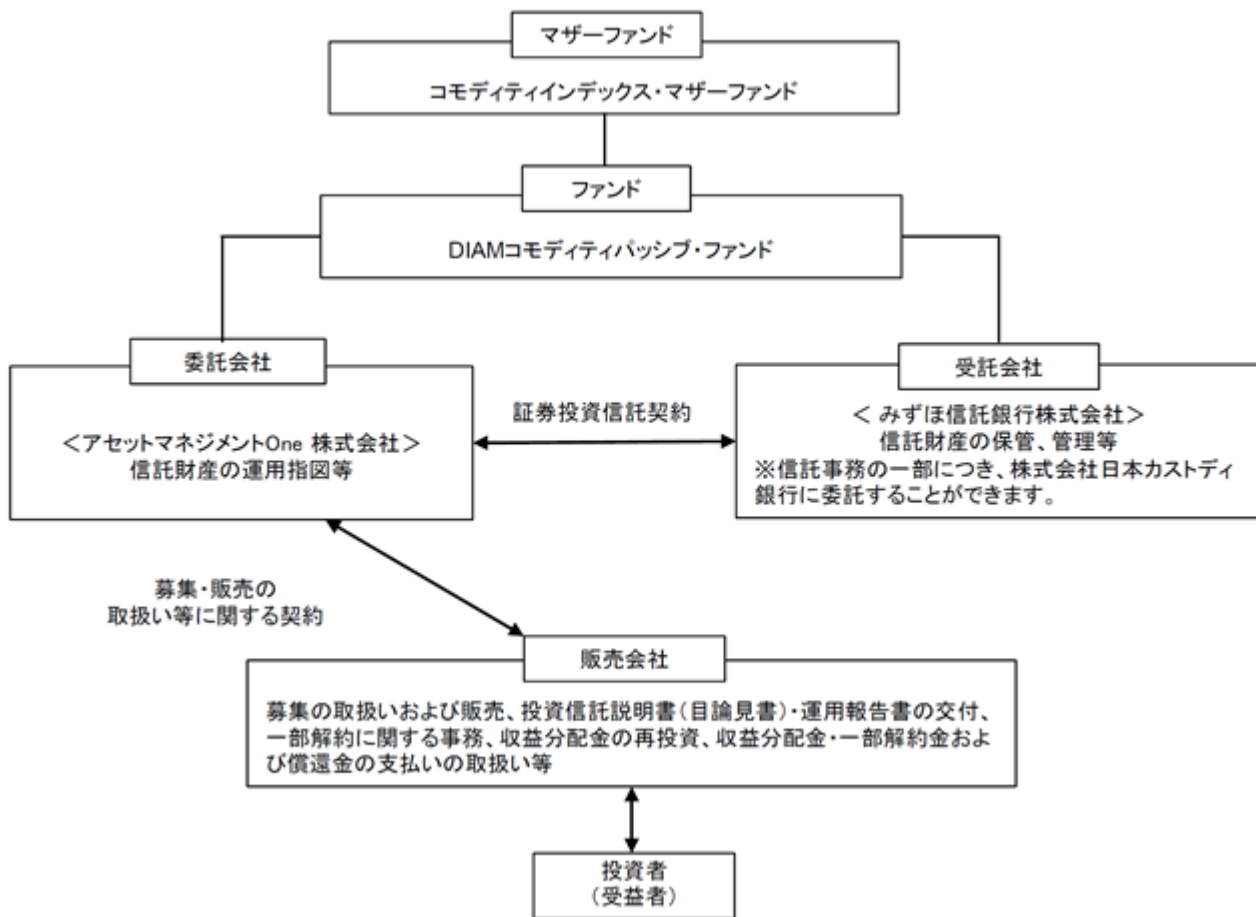 マザーファンド
コモディティインデックス・マザーファンド
ファンド
DIAMコモディティパッシブ・ファンド
委託会社
＜アセットマネジメントOne 株式会社＞
信託財産の運用指図等
証券投資信託契約
受託会社
＜ みずほ信託銀行株式会社＞
信託財産の保管、管理等
※信託事務の一部につき、株式会社日本カストディ
銀行に委託することができます。
募集・販売の
取扱い等に関する契約
販売会社
募集の取扱いおよび販売、投資信託説明書（目論見書）・運用報告書の交付、
一部解約に関する事務、収益分配金の再投資、収益分配金・一部解約金およ
び償還金の支払いの取扱い等
投資者
（受益者）